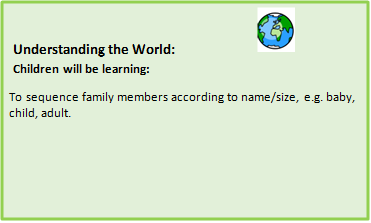 Understanding the World:
Children will be learning:
To sequence family members according to name/size, e.g. baby,
child, adult.